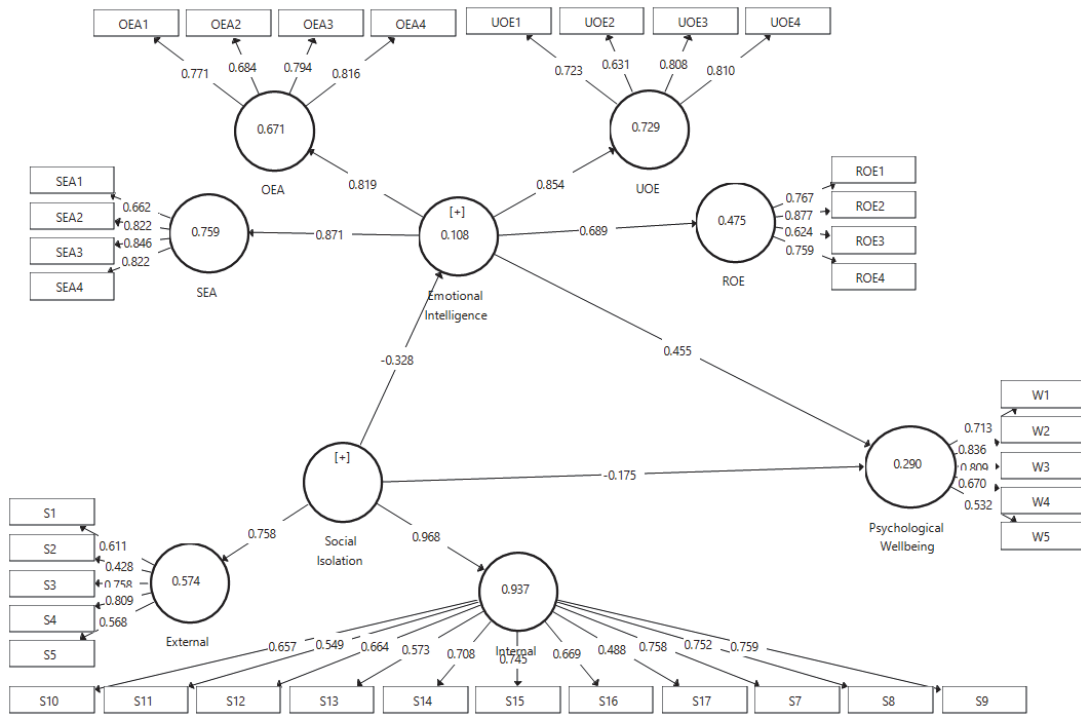 OEA1
OEA2
OEA3
OEA4
UOE1
UOE2
UOE3
UOE4
0.771
0.684
0.794
0.816
0.723
0.631
0.808
0.810
0.671
0.729
OEA
UOE
SEA1
SEA2
SEA3
SEA4
0.662
0.822
0.846
0.822
0.759
SEA
0.819
0.854
0.871
0.689
[+]
0.108
Emotional
Intelligence
0.475
ROE
0.767
0.877
0.624
0.759
ROE1
ROE2
ROE3
ROE4
-0.328
0.455
[+]
Social
Isolation
-0.175
0.290
Psychological
Wellbeing
0.713
0.836
0.809
0.670
0.532
W1
W2
W3
W4
W5
0.758
0.968
S1
S2
S3
S4
S5
0.611
0.428
0.758
0.809
0.568
0.574
External
0.937
Internal
0.657
0.549
0.664
0.573
0.708
0.745
0.669
0.488
0.758
0.752
0.759
S10
S11
S12
S13
S14
S15
S16
S17
S7
S8
S9